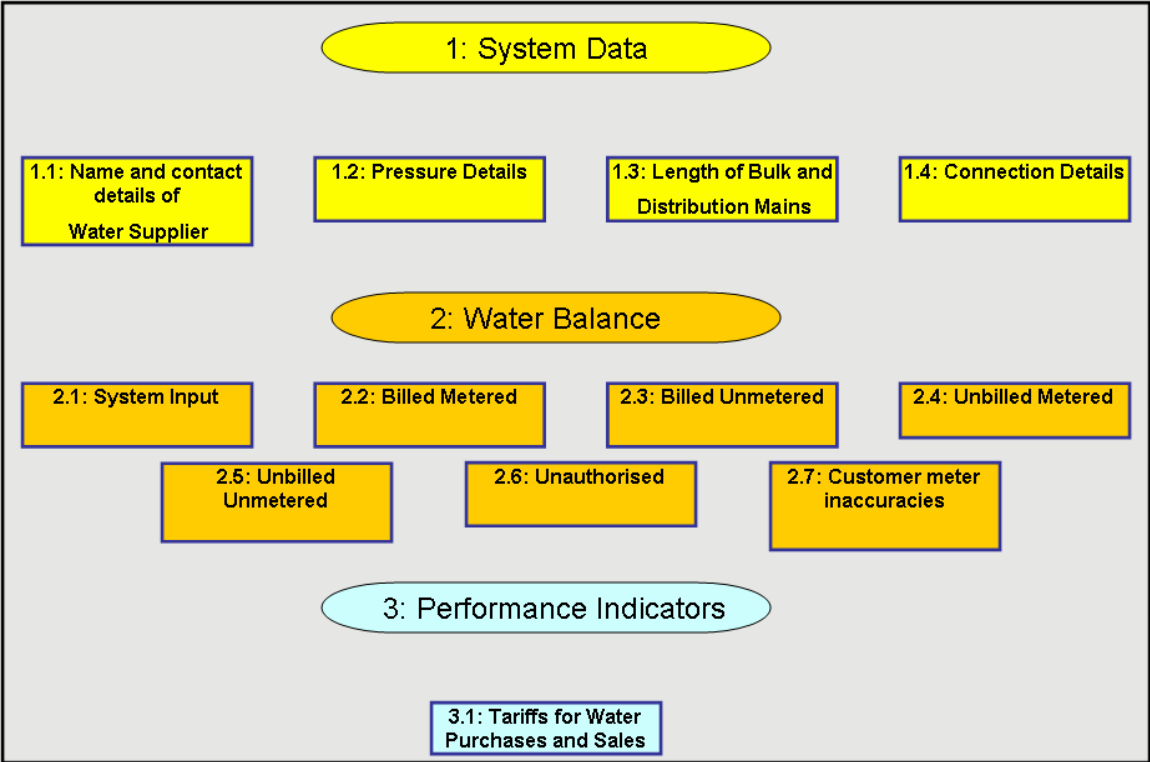 1: System Data
1.1: Name and contact
details of
Water Supplier
1.2: Pressure Details
1.3: Length of Bulk and
Distribution Mains
1.4: Connection Details
2: Water Balance
2.1: System Input
2.2: Billed Metered
2.3: Billed Unmetered
2.4: Unbilled Metered
2.5: Unbilled
Unmetered
2.6: Unauthorised
2.7: Customer meter
inaccuracies
3: Performance Indicators
3.1: Tariffs for Water
Purchases and Sales